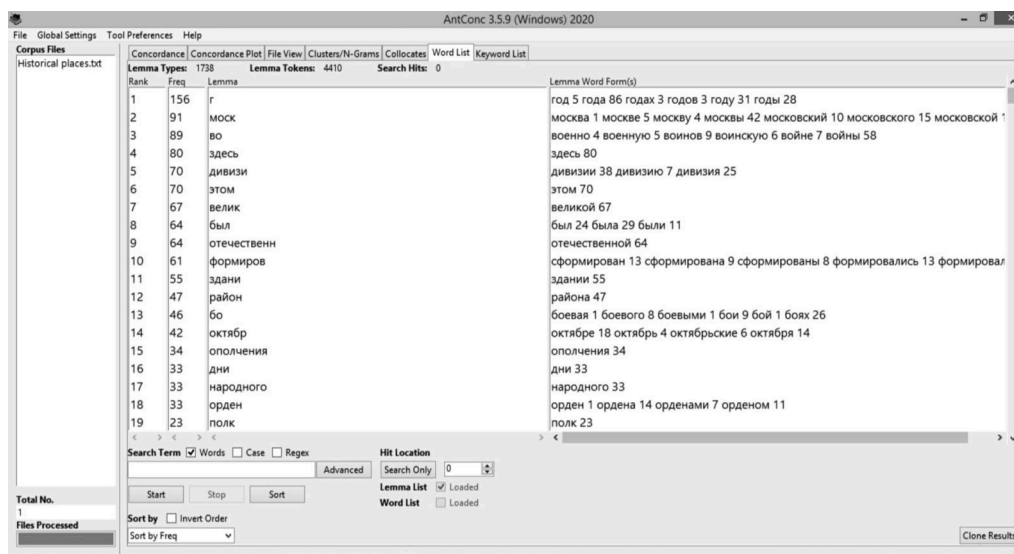 AntConc 3.5.9 (Windows) 2020
File Global Settings Tool Preferences Help
Corpus Files
Historical places.txt
Concordance Concordance Plot File View Clusters/N-Grams Collocates Word List Keyword List
Lemma Types: 1738 Lemma Tokens: 4410 Search Hits: 0
Rank Freq Lemma Lemma Word Form(s)
1 156 г год 5 года 86 годах 3 годов 3 году 31 годы 28
2 91 моск москва 1 москве 5 москву 4 москвы 42 московский 10 московского 15 московской
3 89 во военно 4 военную 5 воинов 9 воинскую 6 войне 7 войны 58
4 80 здесь здесь 80
5 70 дивизи дивизии 38 дивизию 7 дивизия 25
6 70 этом этом 70
7 67 велик великой 67
8 64 был был 24 была 29 были 11
9 64 отечественн отечественной 64
10 61 формиров сформирован 13 сформирована 9 сформированы 8 формировались 13 формировал
11 55 здани здании 55
12 47 район района 47
13 46 бо боевая 1 боевого 8 боевыми 1 бои 9 бой 1 боях 26
14 42 октябр октябре 18 октябрь 4 октябрьские 6 октября 14
15 34 ополчения ополчения 34
16 33 дни дни 33
17 33 народного народного 33
18 33 орден орден 1 ордена 14 орденами 7 орденом 11
19 23 полк полк 23
Search Term Words Case Regex Hit Location
Advanced Search Only 0
Start Stop Sort Lemma List Loaded
Word List Loaded
Total No.
1
Files Processed
Sort by Invert Order
Sort by Freq
Clone Results